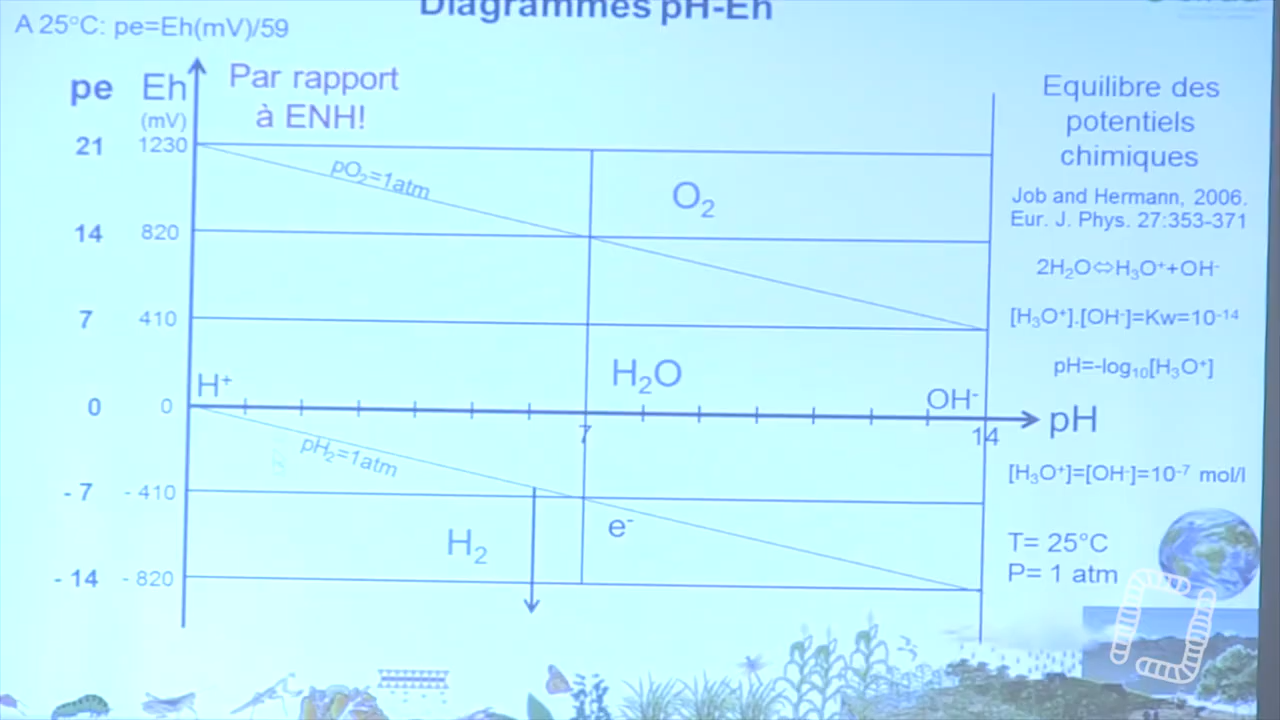 Diagrammes pH-Eh
A 25°C: pe=Eh(mV)/59
pe Eh
(mV)
Par rapport
à ENH!
21 1230
14 820
7 410
0 0
- 7 - 410
- 14 - 820
pO₂=1atm
O₂
H⁺
H₂O
OH⁻
pH
7
14
pH₂=1atm
H₂
e⁻
Equilibre des
potentiels
chimiques
Job and Hermann, 2006.
Eur. J. Phys. 27:353-371
2H₂O⇔H₃O⁺+OH⁻
[H₃O⁺].[OH⁻]=Kw=10⁻¹⁴
pH=-log₁₀[H₃O⁺]
[H₃O⁺]=[OH⁻]=10⁻⁷ mol/l
T= 25°C
P= 1 atm